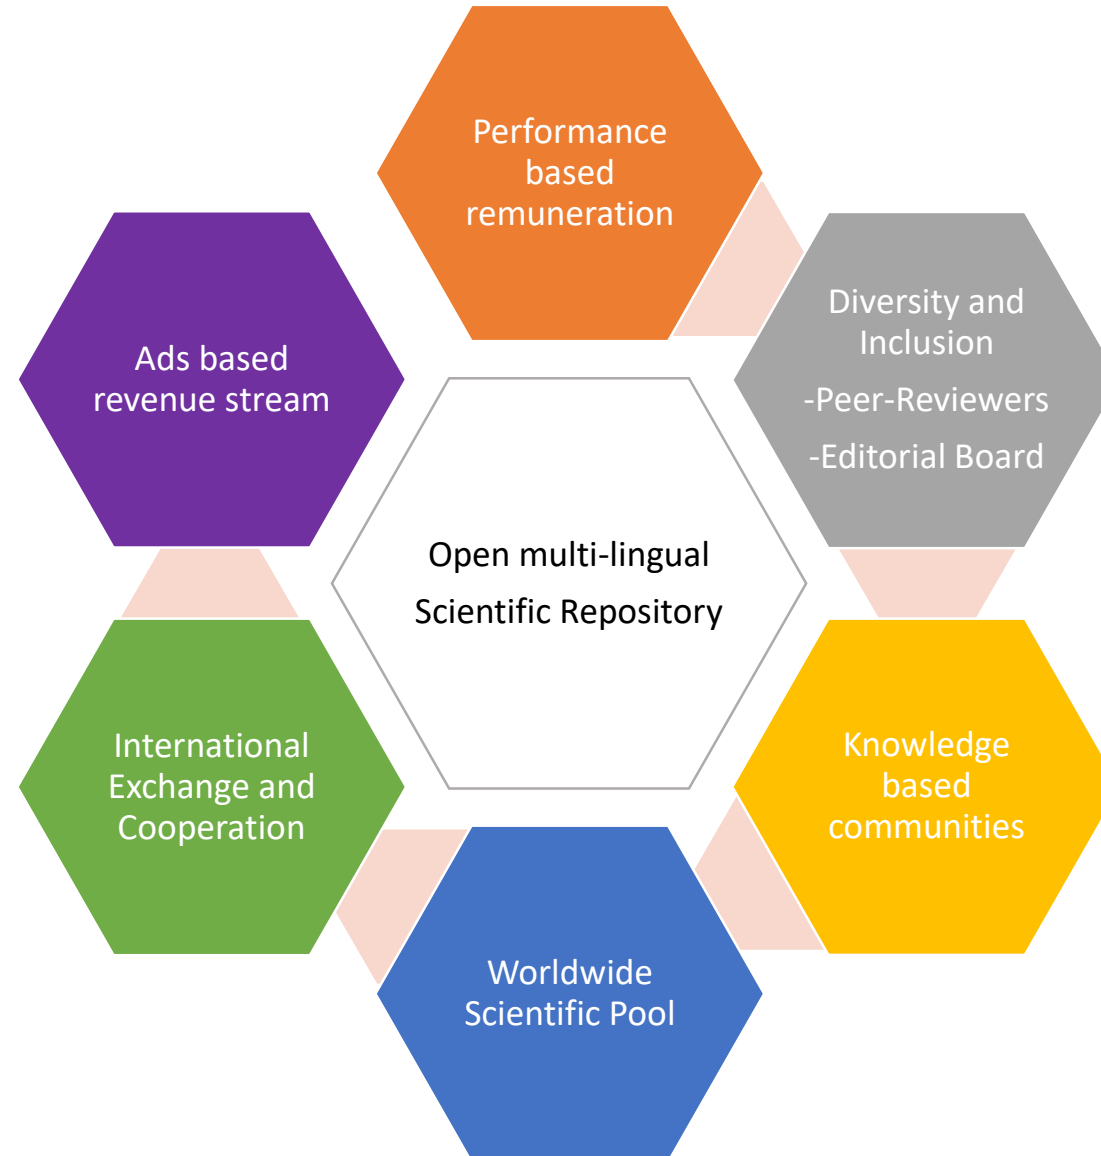 Performance
based
remuneration
Diversity and
Inclusion
-Peer-Reviewers
-Editorial Board
Ads based
revenue stream
Open multi-lingual
Scientific Repository
Knowledge
based
communities
International
Exchange and
Cooperation
Worldwide
Scientific Pool